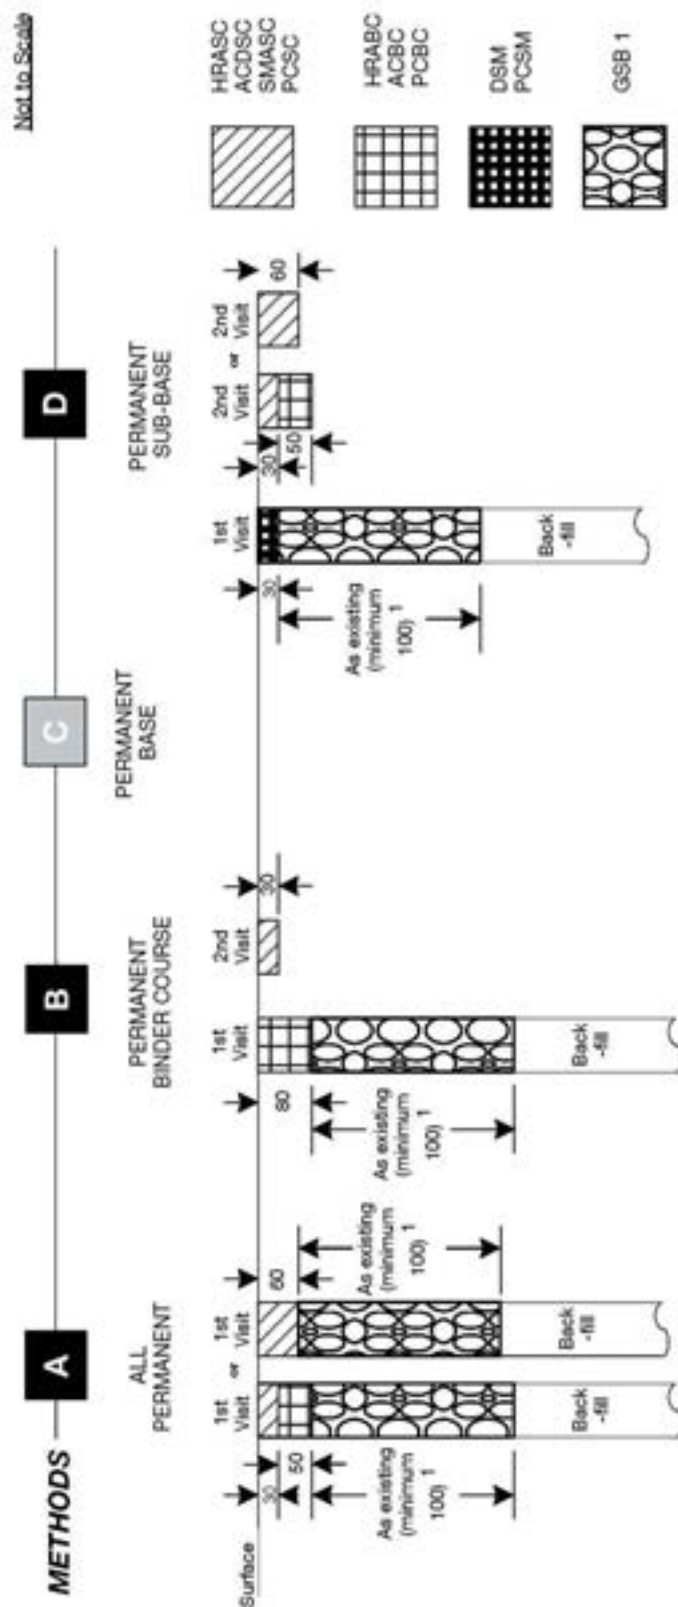 Not to Scale
METHODS
A
B
C
D
ALL
PERMANENT
PERMANENT
BINDER COURSE
PERMANENT
BASE
PERMANENT
SUB-BASE
Surface
1st
Visit
or
1st
Visit
30
50
As existing
(minimum
100) 1
Back
-fill
60
As existing
(minimum
100) 1
Back
-fill
1st
Visit
2nd
Visit
80
30
As existing
(minimum
100) 1
Back
-fill
1st
Visit
2nd
Visit
or
2nd
Visit
30
As existing
(minimum
100) 1
Back
-fill
30
50
60
HRASC
ACDSC
SMASC
PCSC
HRABC
ACBC
PCBC
DSM
PCSM
GSB 1